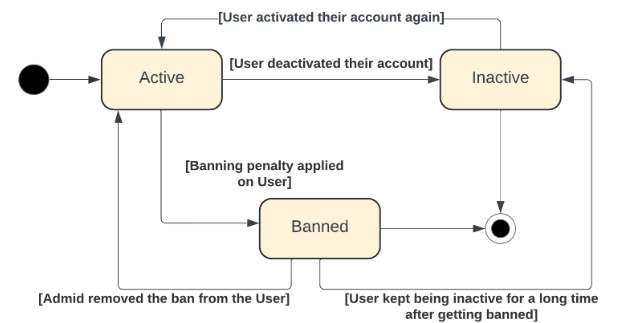 [User activated their account again]
[User deactivated their account]
Active
Inactive
[Banning penalty applied
on User]
Banned
[Admid removed the ban from the User]
[User kept being inactive for a long time
after getting banned]